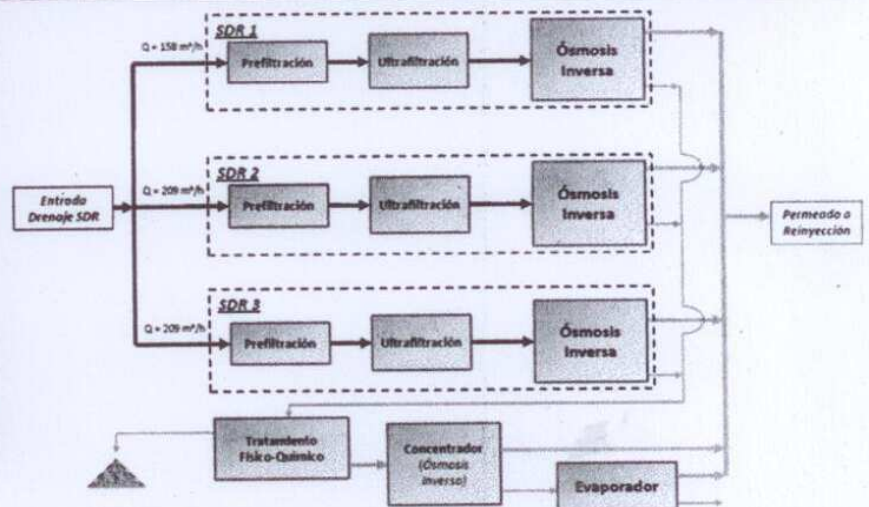 SDR 1
Q = 158 m³/h
Prefiltración
Ultrafiltración
Ósmosis
Inversa
SDR 2
Q = 209 m³/h
Prefiltración
Ultrafiltración
Ósmosis
Inversa
Entrada
Drenaje SDR
Permeado a
Reinyección
SDR 3
Q = 209 m³/h
Prefiltración
Ultrafiltración
Ósmosis
Inversa
Tratamiento
Físico-Químico
Concentrador
(Ósmosis
inversa)
Evaporador